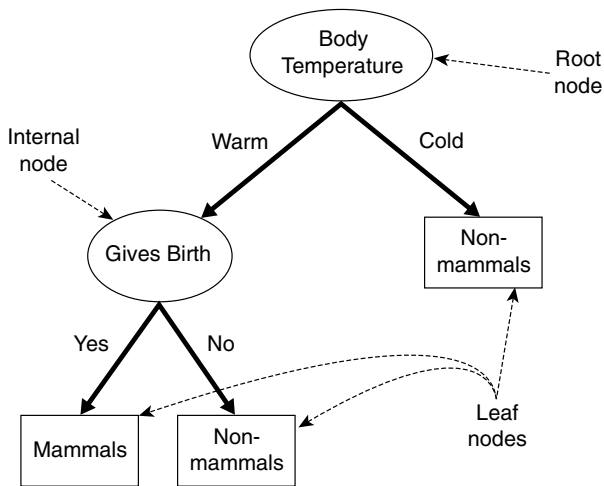 Body
Temperature
Root
node
Internal
node
Warm
Cold
Gives Birth
Non-
mammals
Yes
No
Mammals
Non-
mammals
Leaf
nodes